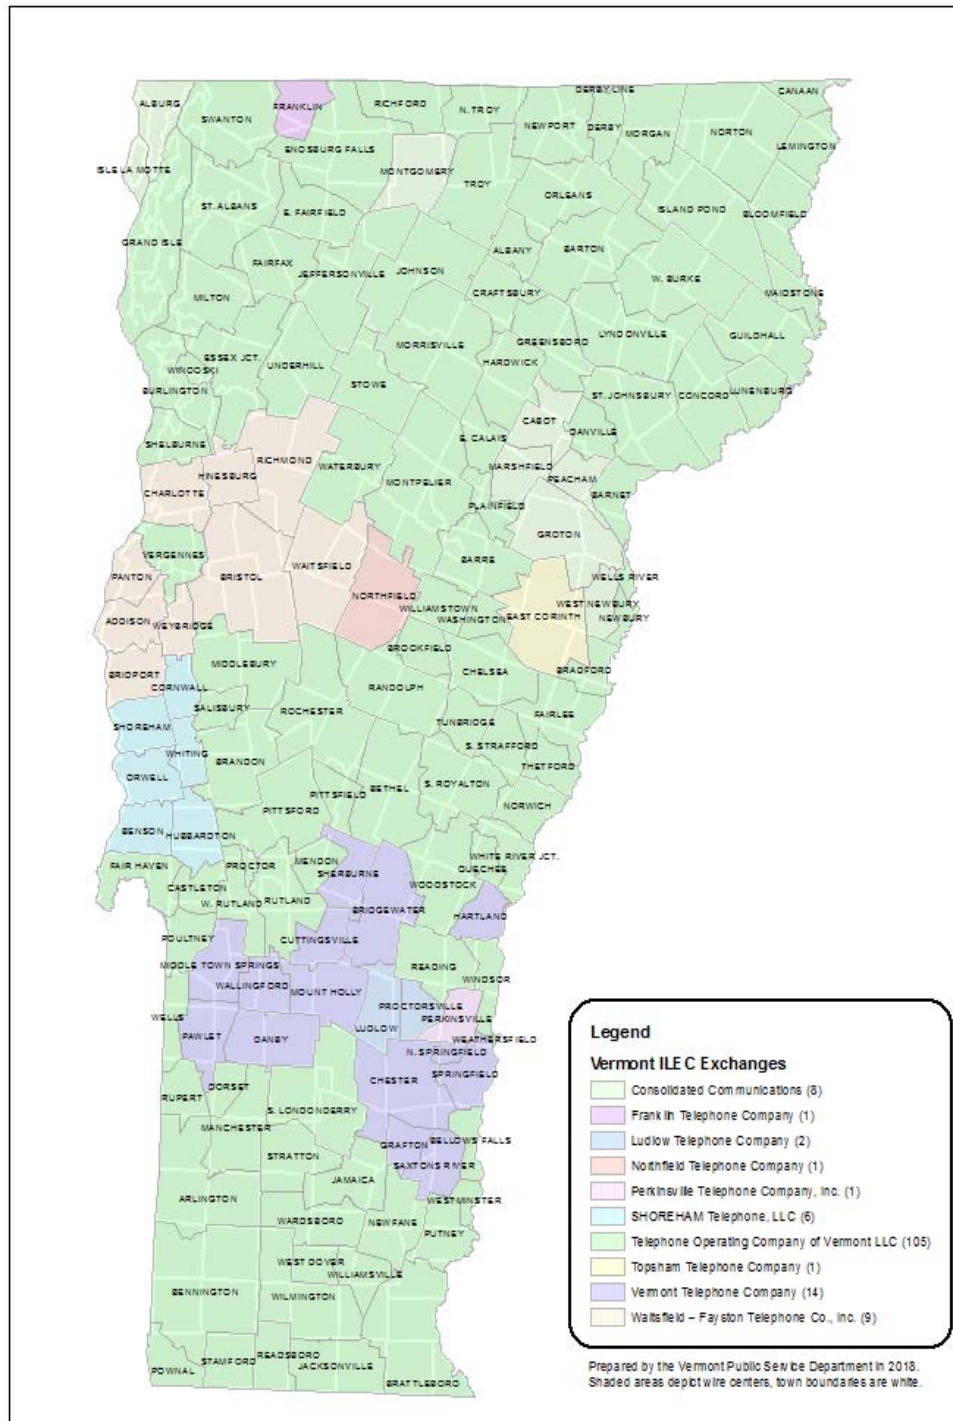 DERBY LINE
CANAAN
ALBURG
FRANKLIN
RICHFORD
N. TROY
SWANTON
NEWPORT
DERBY
MORGAN
NORTON
LEMINGTON
ENOSBURG FALLS
ISLE LA MOTTE
MONTGOMERY
TROY
ORLEANS
ST. ALBANS
E. FAIRFIELD
ISLAND POND
BLOOMFIELD
GRAND ISLE
ALBANY
BARTON
FAIRFAX
JEFFERSONVILLE
JOHNSON
W. BURKE
CRAFTSBURY
MAIDSTONE
MILTON
LYNDONVILLE
GUILDHALL
MORRISVILLE
GREENSBORO
ESSEX JCT.
UNDERHILL
HARDWICK
WINOOSKI
STOWE
BURLINGTON
ST. JOHNSBURY
CONCORD
LUNENBURG
CABOT
DANVILLE
SHELBURNE
E. CALAIS
RICHMOND
WATERBURY
MARSHFIELD
HINESBURG
PEACHAM
MONTPELIER
CHARLOTTE
BARNET
PLAINFIELD
GROTON
VERGENNES
BARRE
WAITSFIELD
PANTON
BRISTOL
WELLS RIVER
NORTHFIELD
WILLIAMSTOWN
WEST NEWBURY
ADDISON
WEYBRIDGE
WASHINGTON
EAST CORINTH
NEWBURY
BROOKFIELD
MIDDLEBURY
BRIDPORT
CHELSEA
BRADFORD
CORNWALL
RANDOLPH
SALISBURY
ROCHESTER
FAIRLEE
SHOREHAM
TUNBRIDGE
WHITING
S. STRAFFORD
BRANDON
THETFORD
ORWELL
PITTSFIELD
BETHEL
S. ROYALTON
PITTSFORD
NORWICH
BENSON
HUBBARDTON
FAIR HAVEN
PROCTOR
MENDON
WHITE RIVER JCT.
SHERBURNE
QUECHEE
CASTLETON
WOODSTOCK
W. RUTLAND
RUTLAND
BRIDGEWATER
HARTLAND
POULTNEY
CUTTINGSVILLE
MIDDLE TOWN SPRINGS
READING
WINDSOR
WALLINGFORD
MOUNT HOLLY
PROCTORSVILLE
WELLS
PERKINSVILLE
LUDLOW
PAWLET
DANBY
WEATHERSFIELD
N. SPRINGFIELD
CHESTER
SPRINGFIELD
DORSET
RUPERT
S. LONDONDERRY
MANCHESTER
BELLOWS FALLS
GRAFTON
STRATTON
SAXTONS RIVER
JAMAICA
ARLINGTON
WESTMINSTER
WARDSBORO
NEWFANE
PUTNEY
WEST DOVER
WILLIAMSVILLE
BENNINGTON
WILMINGTON
READSBORO
STAMFORD
JACKSONVILLE
POWNAL
BRATTLEBORO
Legend
Vermont ILEC Exchanges
Consolidated Communications (8)
Franklin Telephone Company (1)
Ludlow Telephone Company (2)
Northfield Telephone Company (1)
Perkinsville Telephone Company, Inc. (1)
SHOREHAM Telephone, LLC (6)
Telephone Operating Company of Vermont LLC (105)
Topsham Telephone Company (1)
Vermont Telephone Company (14)
Waitsfield – Fayston Telephone Co., Inc. (9)
Prepared by the Vermont Public Service Department in 2018.
Shaded areas depict wire centers, town boundaries are white.